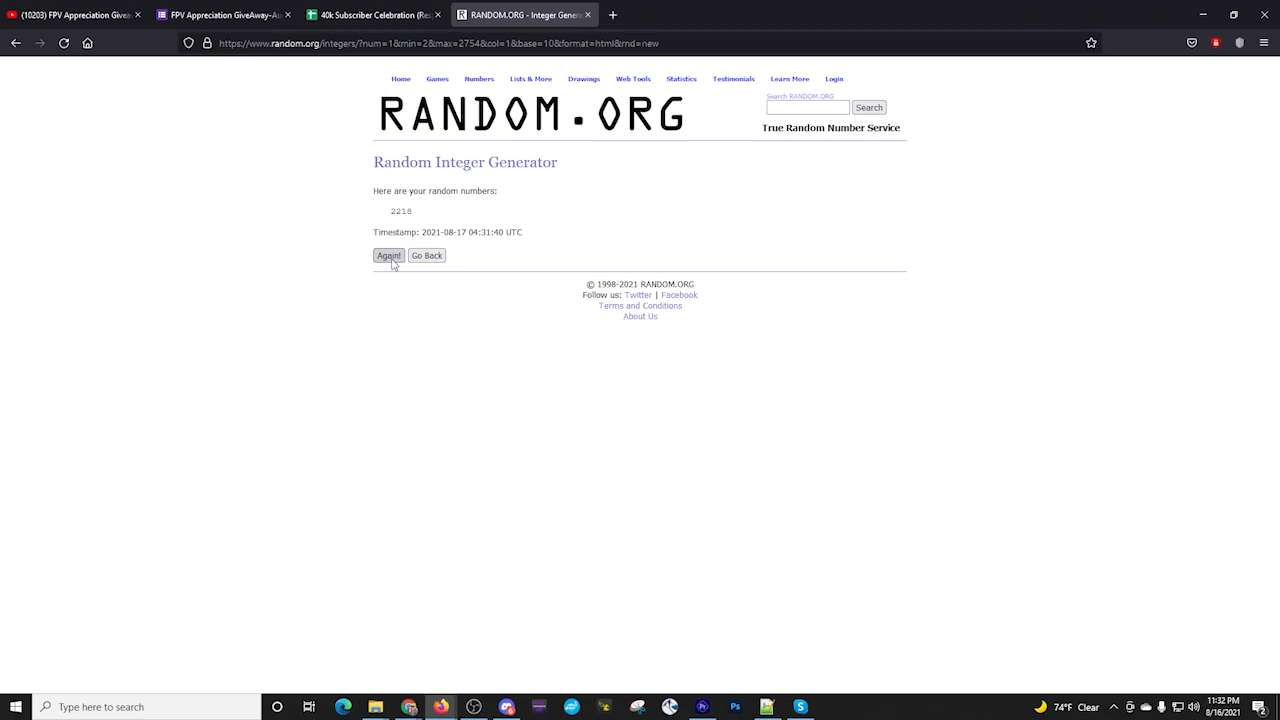 (10203) FPV Appreciation Givea
FPV Appreciation GiveAway-Au
40k Subscriber Celebration (Res
RANDOM.ORG - Integer Genera
https://www.random.org/integers/?num=1&min=2&max=2754&col=1&base=10&format=html&rnd=new
Home Games Numbers Lists & More Drawings Web Tools Statistics Testimonials Learn More Login
RANDOM.ORG
Search RANDOM.ORG
Search
True Random Number Service
Random Integer Generator
Here are your random numbers:
2218
Timestamp: 2021-08-17 04:31:40 UTC
Again! Go Back
© 1998-2021 RANDOM.ORG
Follow us: Twitter | Facebook
Terms and Conditions
About Us
Type here to search
74°F Clear
11:32 PM
8/16/2021